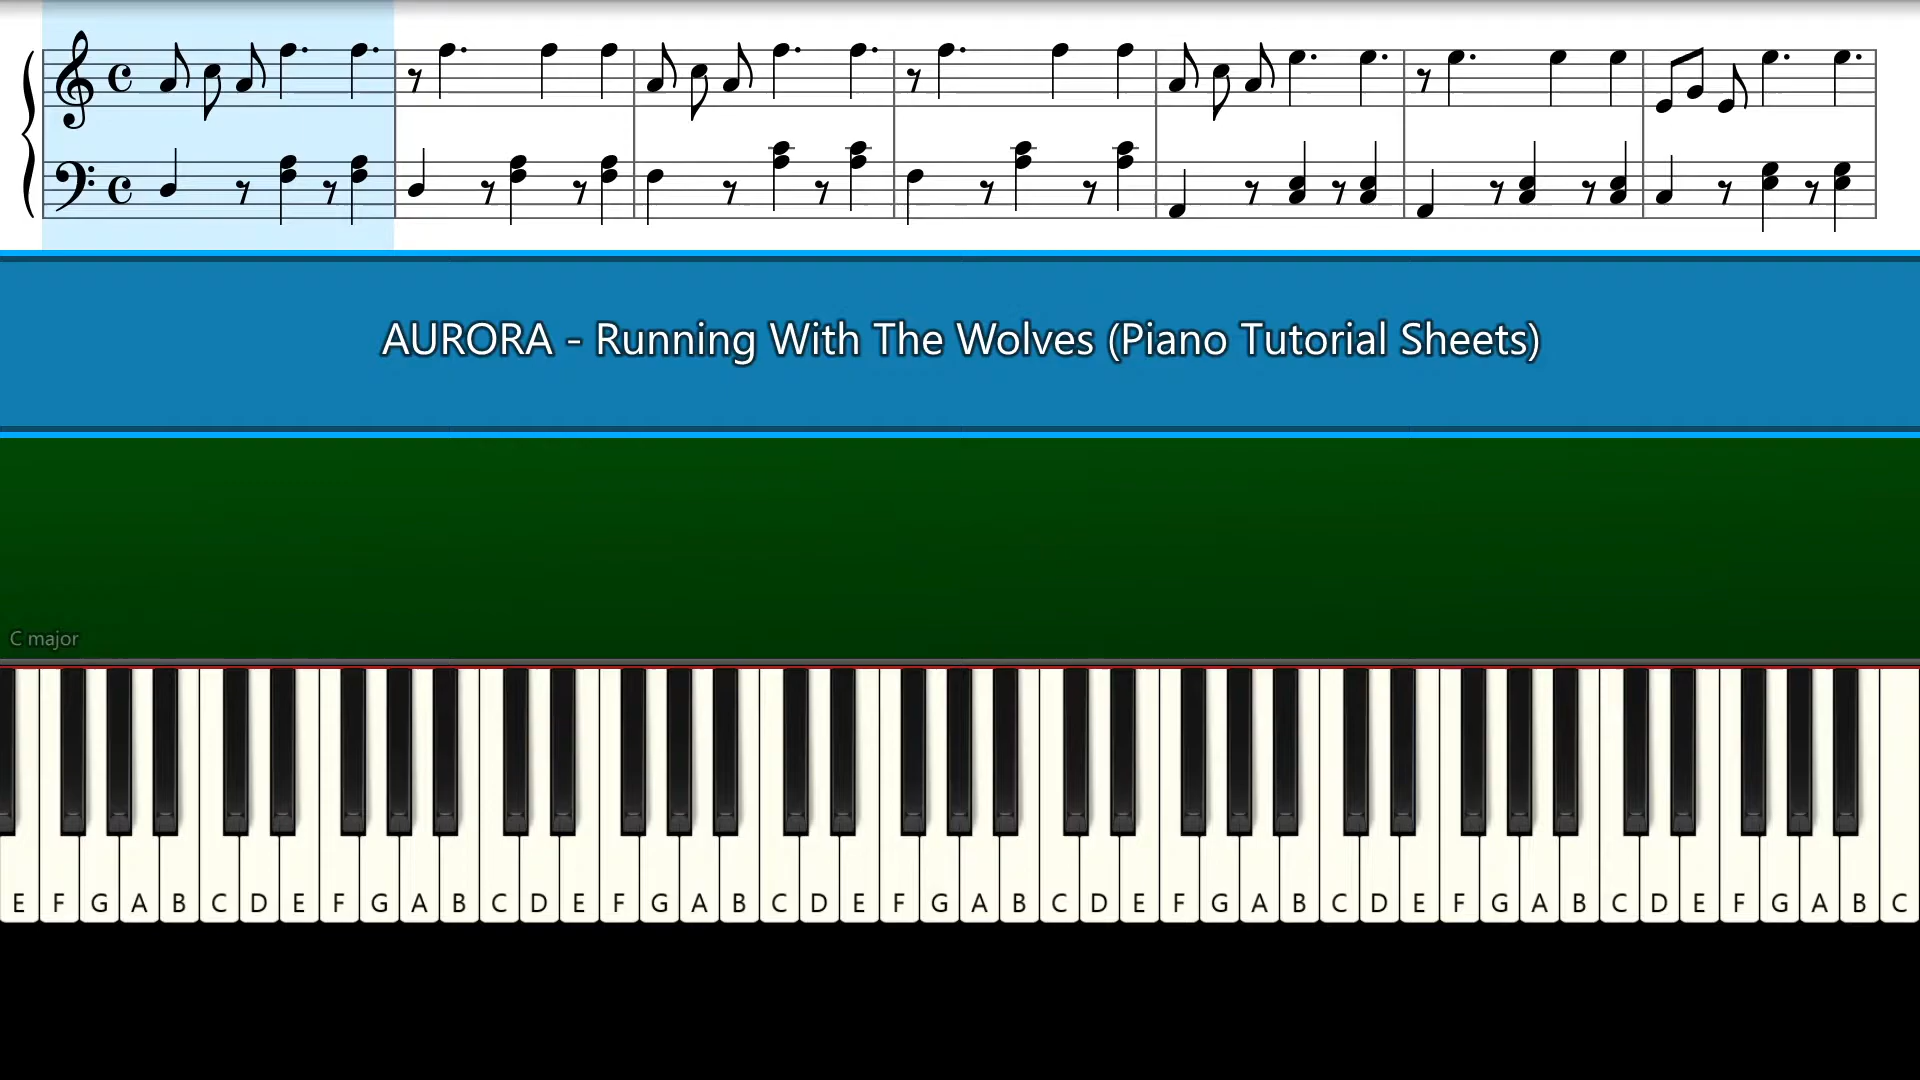 AURORA - Running With The Wolves (Piano Tutorial Sheets)
C major
E F G A B C D E F G A B C D E F G A B C D E F G A B C D E F G A B C D E F G A B C D E F G A B C